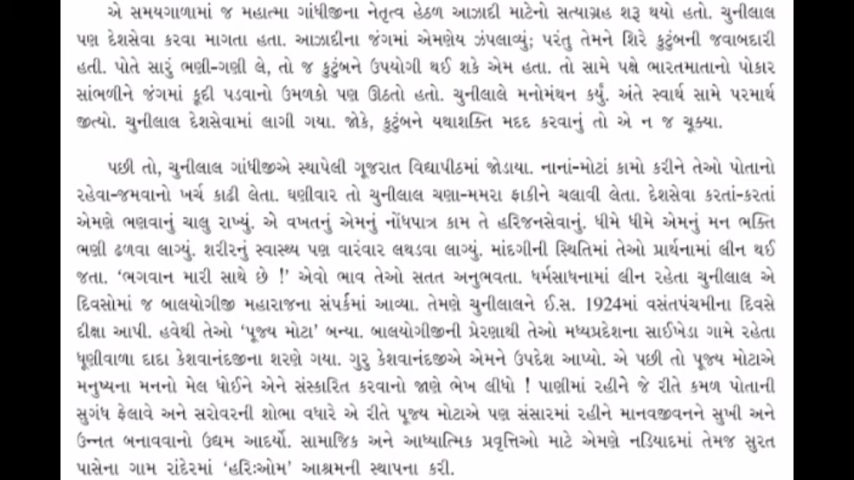 એ સમયગાળામાં જ મહાત્મા ગાંધીજીના નેતૃત્વ હેઠળ આઝાદી માટેનો સત્યાગ્રહ શરૂ થયો હતો. ચુનીલાલ
પણ દેશસેવા કરવા માગતા હતા. આઝાદીના જંગમાં એમણેય ઝંપલાવ્યું; પરંતુ તેમને શિરે કુટુંબની જવાબદારી
હતી. પોતે સારું ભણી-ગણી લે, તો જ કુટુંબને ઉપયોગી થઈ શકે એમ હતા. તો સામે પક્ષે ભારતમાતાનો પોકાર
સાંભળીને જંગમાં કૂદી પડવાનો ઉમળકો પણ ઊઠતો હતો. ચુનીલાલે મનોમંથન કર્યું. અંતે સ્વાર્થ સામે પરમાર્થ
જીત્યો. ચુનીલાલ દેશસેવામાં લાગી ગયા. જોકે, કુટુંબને યથાશક્તિ મદદ કરવાનું તો એ ન જ ચૂક્યા.
પછી તો, ચુનીલાલ ગાંધીજીએ સ્થાપેલી ગૂજરાત વિદ્યાપીઠમાં જોડાયા. નાનાં-મોટાં કામો કરીને તેઓ પોતાનો
રહેવા-જમવાનો ખર્ચ કાઢી લેતા. ઘણીવાર તો ચુનીલાલ ચણા-મમરા ફાકીને ચલાવી લેતા. દેશસેવા કરતાં-કરતાં
એમણે ભણવાનું ચાલુ રાખ્યું. એ વખતનું એમનું નોંધપાત્ર કામ તે હરિજનસેવાનું. ધીમે ધીમે એમનું મન ભક્તિ
ભણી ઢળવા લાગ્યું. શરીરનું સ્વાસ્થ્ય પણ વારંવાર લથડવા લાગ્યું. માંદગીની સ્થિતિમાં તેઓ પ્રાર્થનામાં લીન થઈ
જતા. ‘ભગવાન મારી સાથે છે !’ એવો ભાવ તેઓ સતત અનુભવતા. ધર્મસાધનામાં લીન રહેતા ચુનીલાલ એ
દિવસોમાં જ બાલયોગીજી મહારાજના સંપર્કમાં આવ્યા. તેમણે ચુનીલાલને ઈ.સ. 1924માં વસંતપંચમીના દિવસે
દીક્ષા આપી. હવેથી તેઓ ‘પૂજ્ય મોટા’ બન્યા. બાલયોગીજીની પ્રેરણાથી તેઓ મધ્યપ્રદેશના સાઈખેડા ગામે રહેતા
ધૂણીવાળા દાદા કેશવાનંદજીના શરણે ગયા. ગુરુ કેશવાનંદજીએ એમને ઉપદેશ આપ્યો. એ પછી તો પૂજ્ય મોટાએ
મનુષ્યના મનનો મેલ ધોઈને એને સંસ્કારિત કરવાનો જાણે ભેખ લીધો ! પાણીમાં રહીને જે રીતે કમળ પોતાની
સુગંધ ફેલાવે અને સરોવરની શોભા વધારે એ રીતે પૂજ્ય મોટાએ પણ સંસારમાં રહીને માનવજીવનને સુખી અને
ઉન્નત બનાવવાનો ઉદ્યમ આદર્યો. સામાજિક અને આધ્યાત્મિક પ્રવૃત્તિઓ માટે એમણે નડિયાદમાં તેમજ સુરત
પાસેના ગામ રાંદેરમાં ‘હરિઃઓમ’ આશ્રમની સ્થાપના કરી.